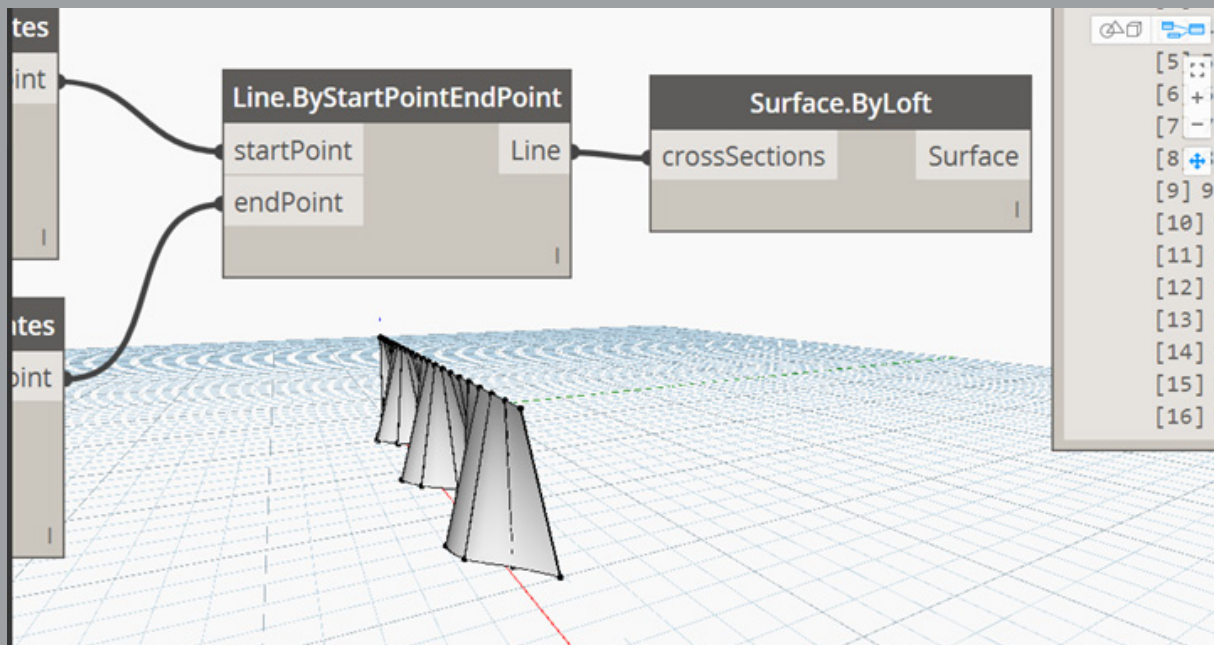 tes
int
Line.ByStartPointEndPoint
startPoint
Line
endPoint
Surface.ByLoft
crossSections
Surface
ates
oint
[5]
[6]
[7]
[8]
[9] 9
[10]
[11]
[12]
[13]
[14]
[15]
[16]